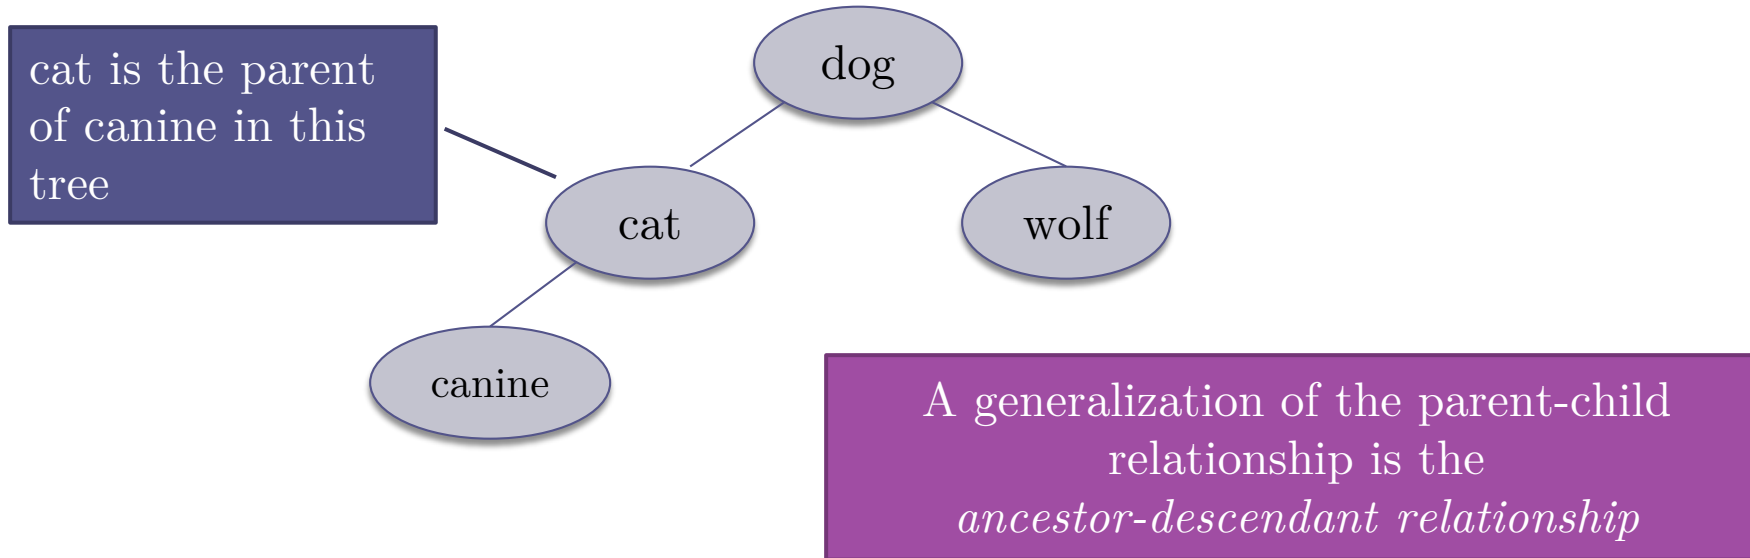 dog
cat is the parent
of canine in this
tree
cat
wolf
canine
A generalization of the parent-child
relationship is the
ancestor-descendant relationship